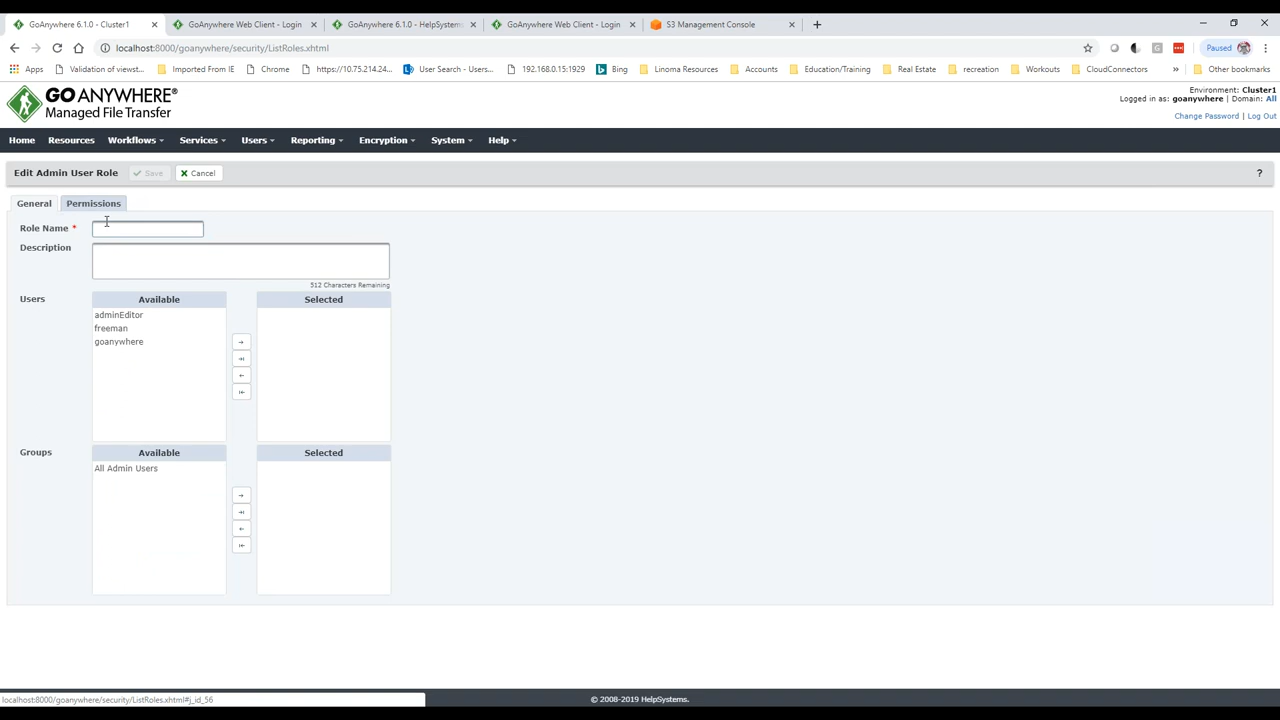 GoAnywhere 6.1.0 - Cluster1
GoAnywhere Web Client - Login
GoAnywhere 6.1.0 - HelpSystems
GoAnywhere Web Client - Login
S3 Management Console
localhost:8000/goanywhere/security/ListRoles.xhtml
Paused
Apps
Validation of viewst...
Imported From IE
Chrome
https://10.75.214.24...
User Search - Users...
192.168.0.15:1929
Bing
Linoma Resources
Accounts
Education/Training
Real Estate
recreation
Workouts
CloudConnectors
»
Other bookmarks
GO ANYWHERE®
Managed File Transfer
Environment: Cluster1
Logged in as: goanywhere | Domain: All
Change Password | Log Out
Home Resources Workflows Services Users Reporting Encryption System Help
Edit Admin User Role Save Cancel ?
General Permissions
Role Name *
Description
512 Characters Remaining
Users Available Selected
adminEditor
freeman
goanywhere
Groups Available Selected
All Admin Users
localhost:8000/goanywhere/security/ListRoles.xhtml#j_id_56
© 2008-2019 HelpSystems.